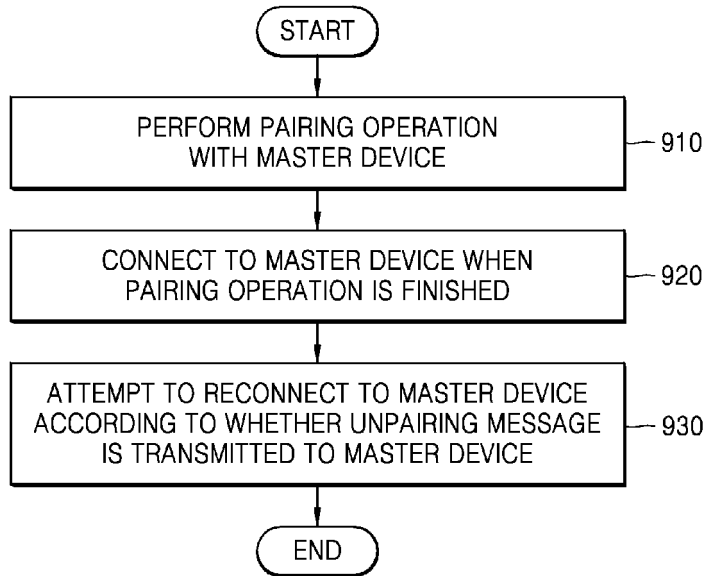 START
PERFORM PAIRING OPERATION
WITH MASTER DEVICE
910
CONNECT TO MASTER DEVICE WHEN
PAIRING OPERATION IS FINISHED
920
ATTEMPT TO RECONNECT TO MASTER DEVICE
ACCORDING TO WHETHER UNPAIRING MESSAGE
IS TRANSMITTED TO MASTER DEVICE
930
END